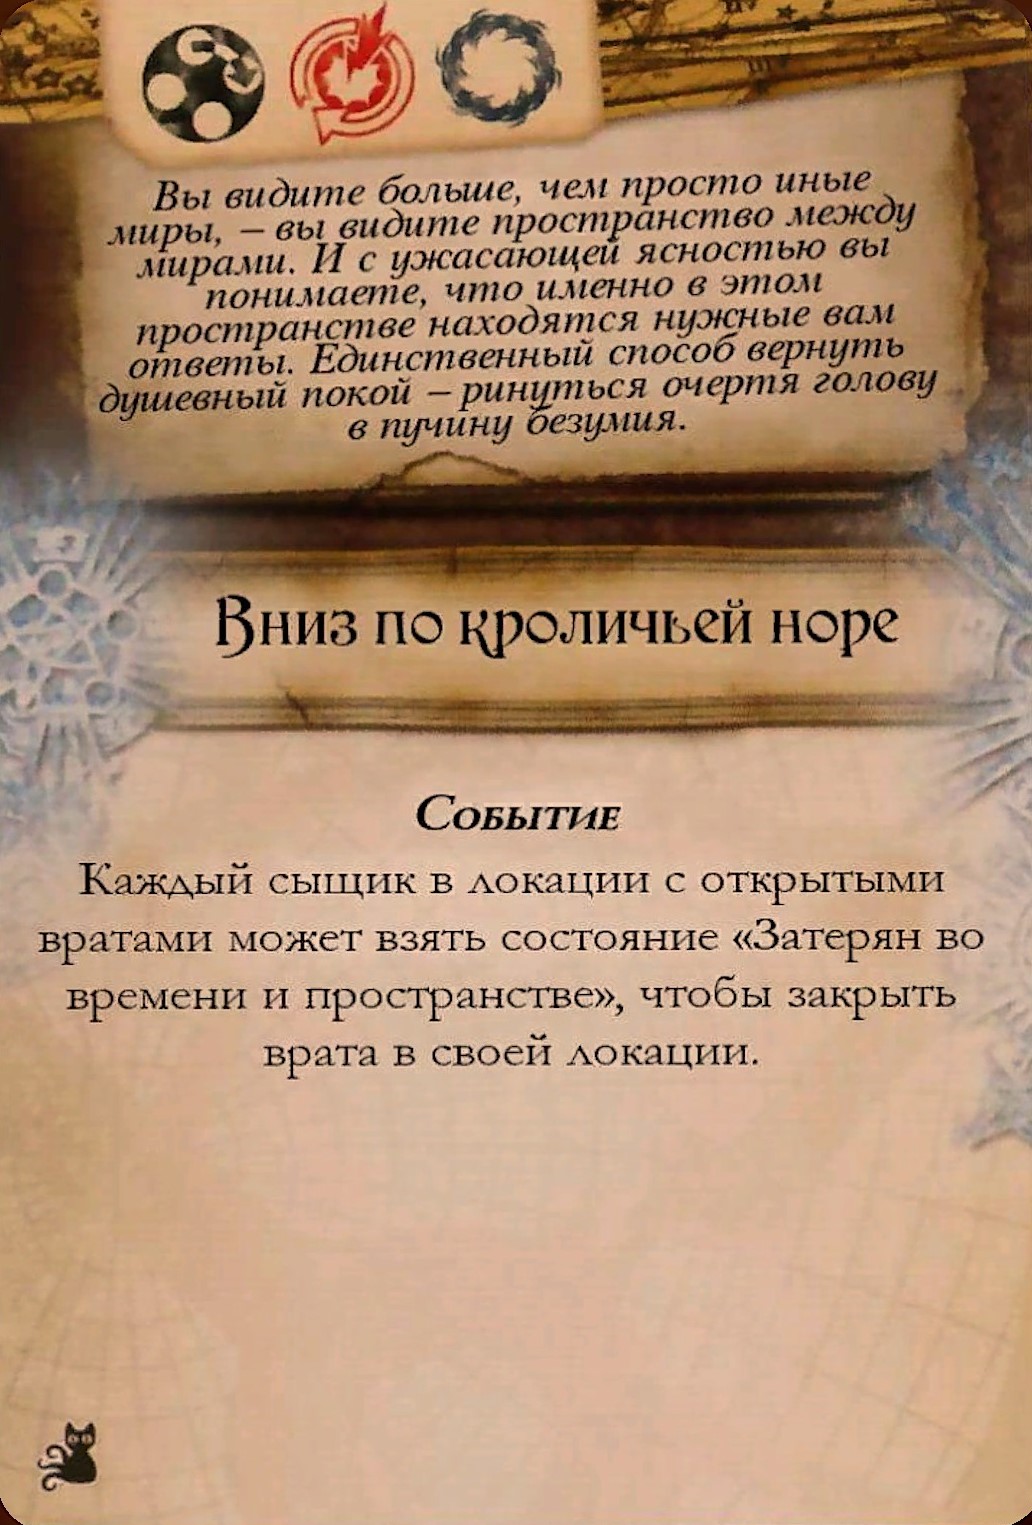 Вы видите больше, чем просто иные
миры, – вы видите пространство между
мирами. И с ужасающей ясностью вы
понимаете, что именно в этом
пространстве находятся нужные вам
ответы. Единственный способ вернуть
душевный покой – ринуться очертя голову
в пучину безумия.
Вниз по кроличьей норе
Событие
Каждый сыщик в локации с открытыми
вратами может взять состояние «Затерян во
времени и пространстве», чтобы закрыть
врата в своей локации.